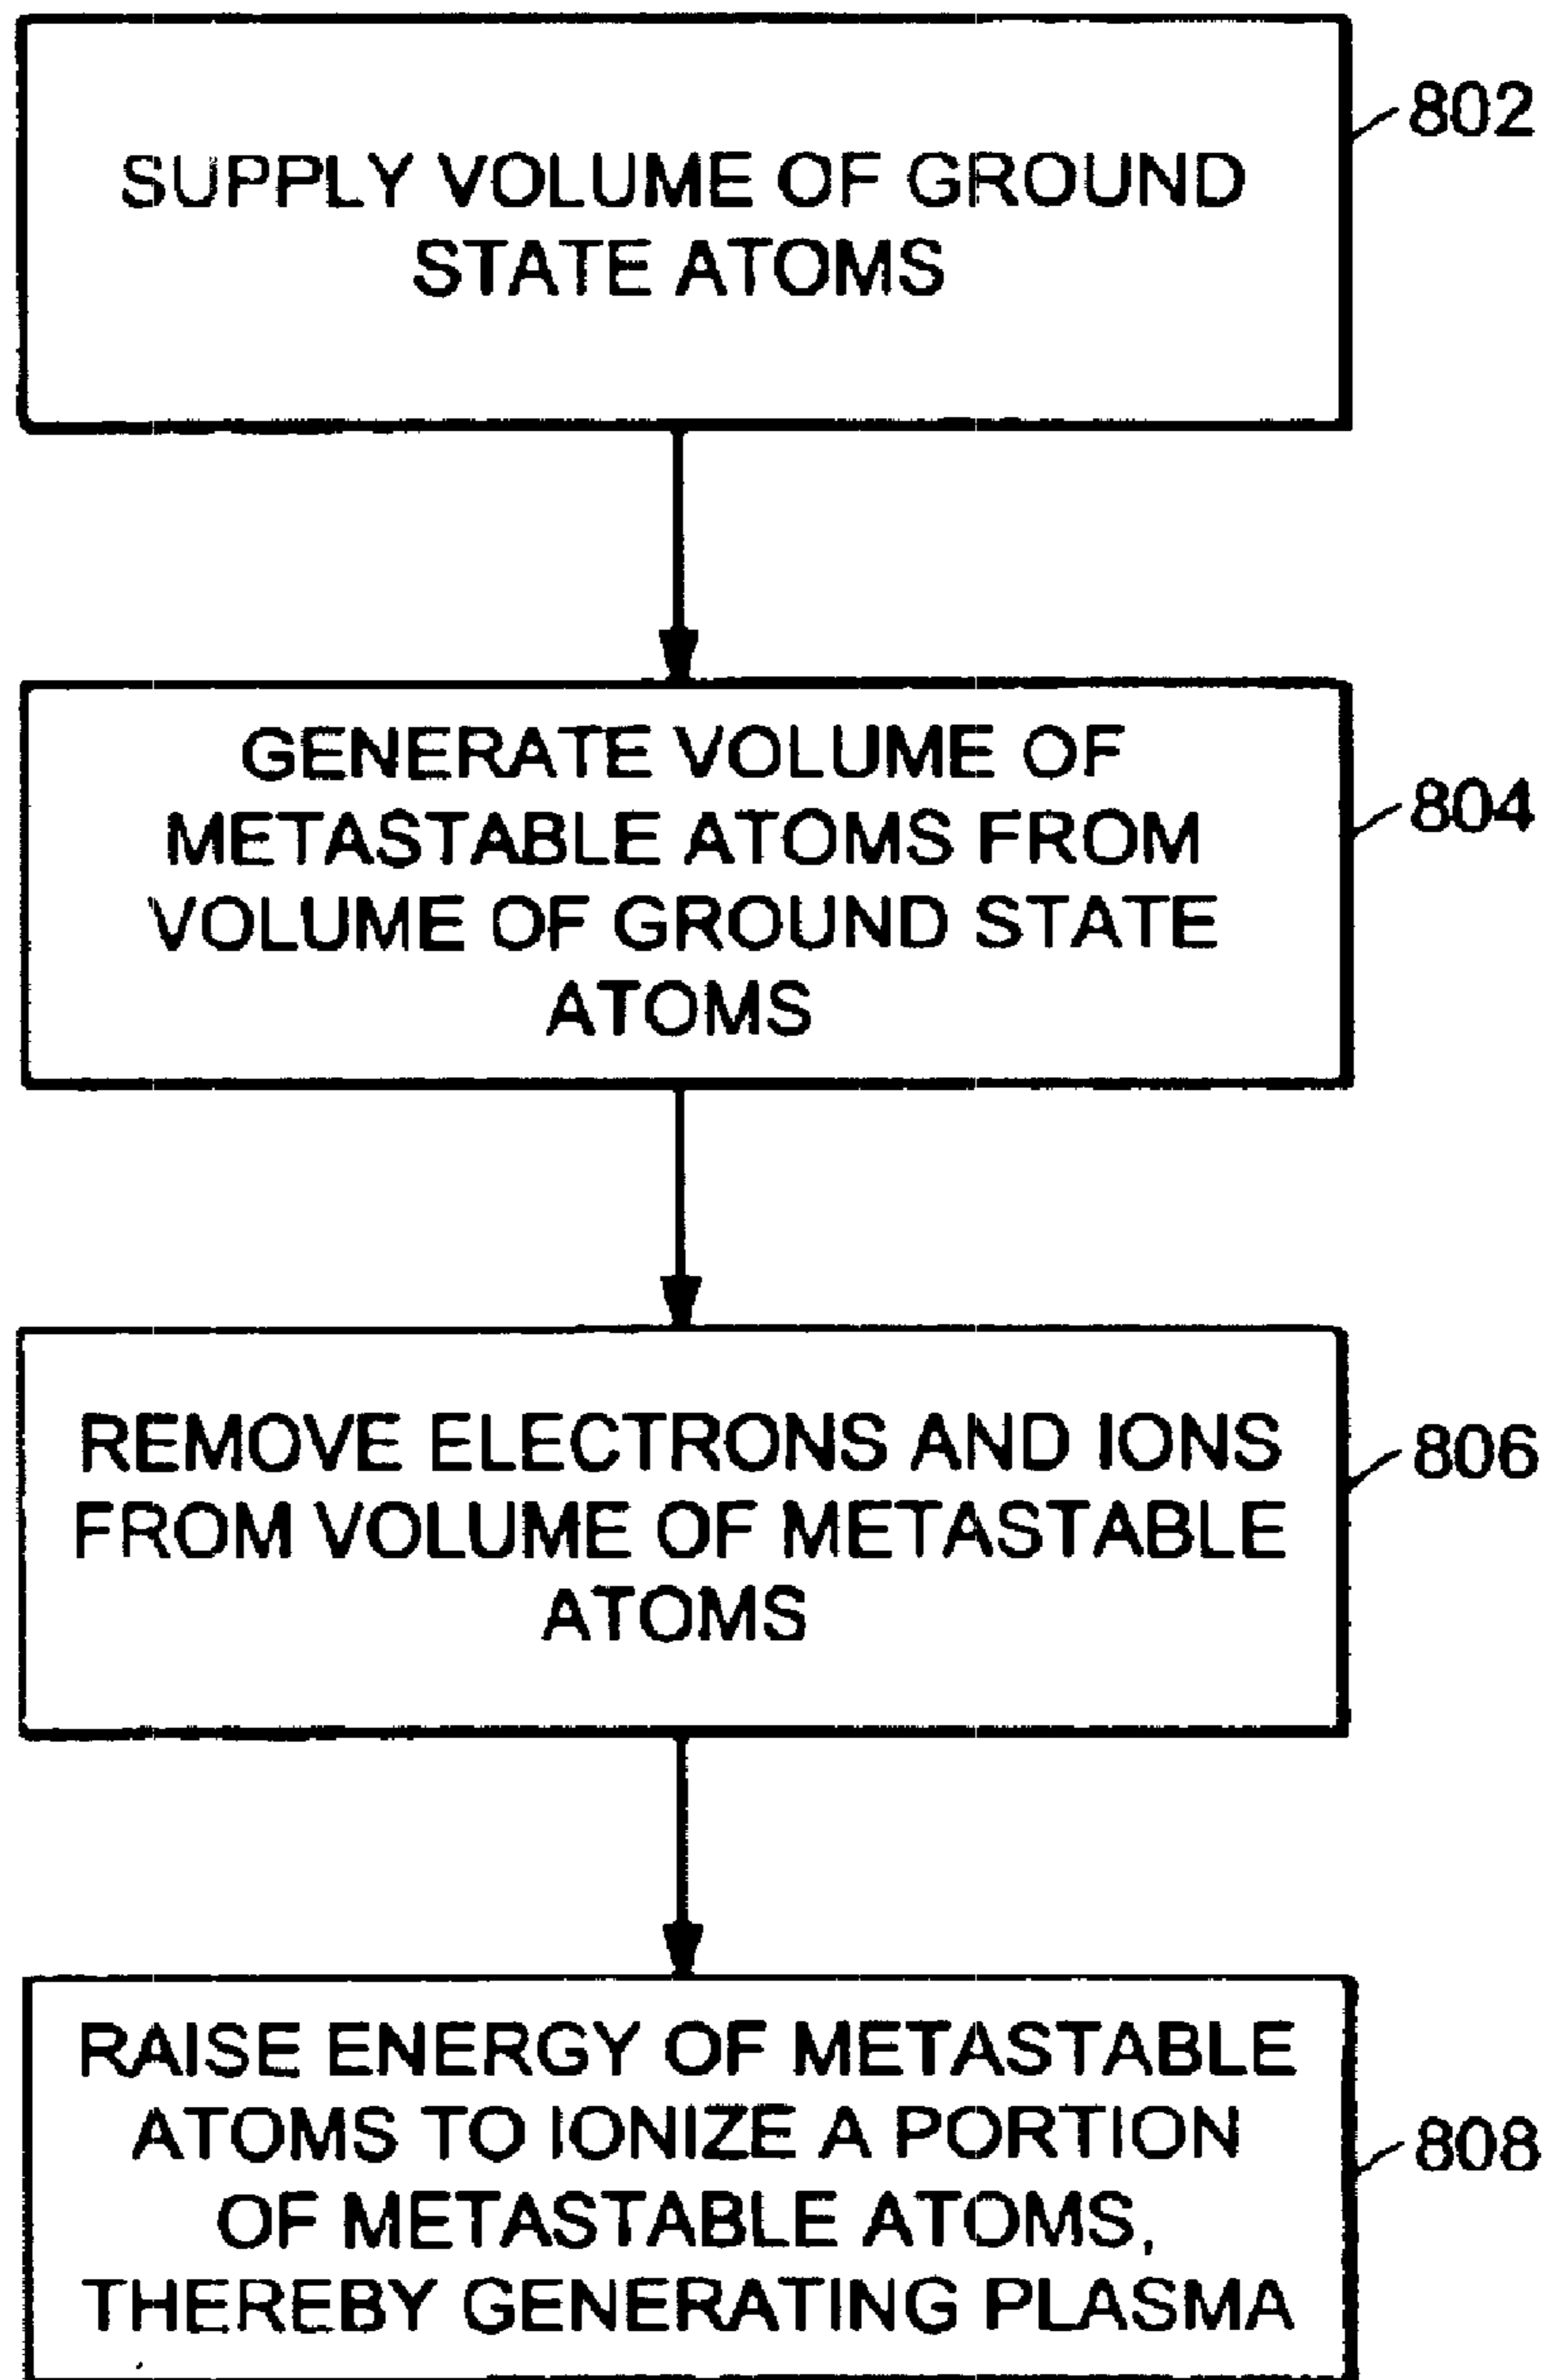 802
SUPPLY VOLUME OF GROUND
STATE ATOMS
GENERATE VOLUME OF
METASTABLE ATOMS FROM
VOLUME OF GROUND STATE
ATOMS
804
REMOVE ELECTRONS AND IONS
FROM VOLUME OF METASTABLE
ATOMS
806
RAISE ENERGY OF METASTABLE
ATOMS TO IONIZE A PORTION
OF METASTABLE ATOMS,
THEREBY GENERATING PLASMA
808